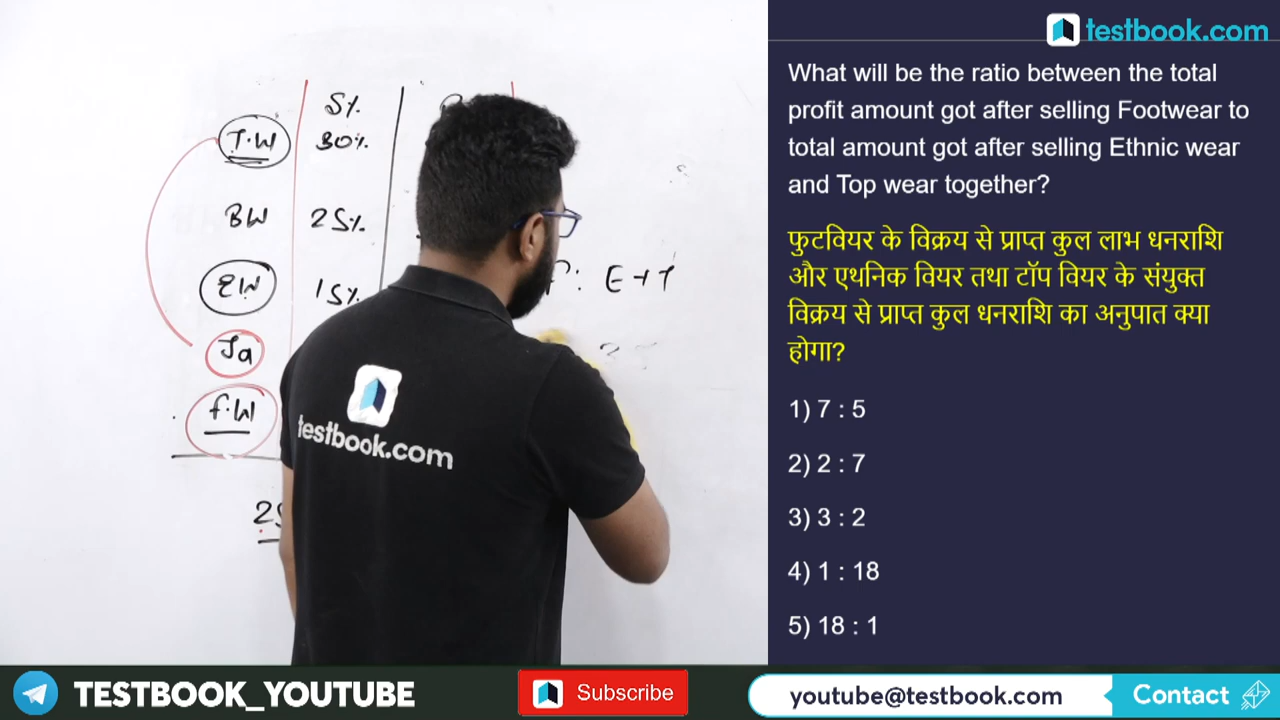 testbook.com
What will be the ratio between the total
profit amount got after selling Footwear to
total amount got after selling Ethnic wear
and Top wear together?
फुटवियर के विक्रय से प्राप्त कुल लाभ धनराशि
और एथनिक वियर तथा टॉप वियर के संयुक्त
विक्रय से प्राप्त कुल धनराशि का अनुपात क्या
होगा?
1) 7 : 5
2) 2 : 7
3) 3 : 2
4) 1 : 18
5) 18 : 1
S%
T.W 30%
BW 25%
EW 15%
: E+T
Ja
f.W
testbook.com
TESTBOOK_YOUTUBE
Subscribe
youtube@testbook.com
Contact